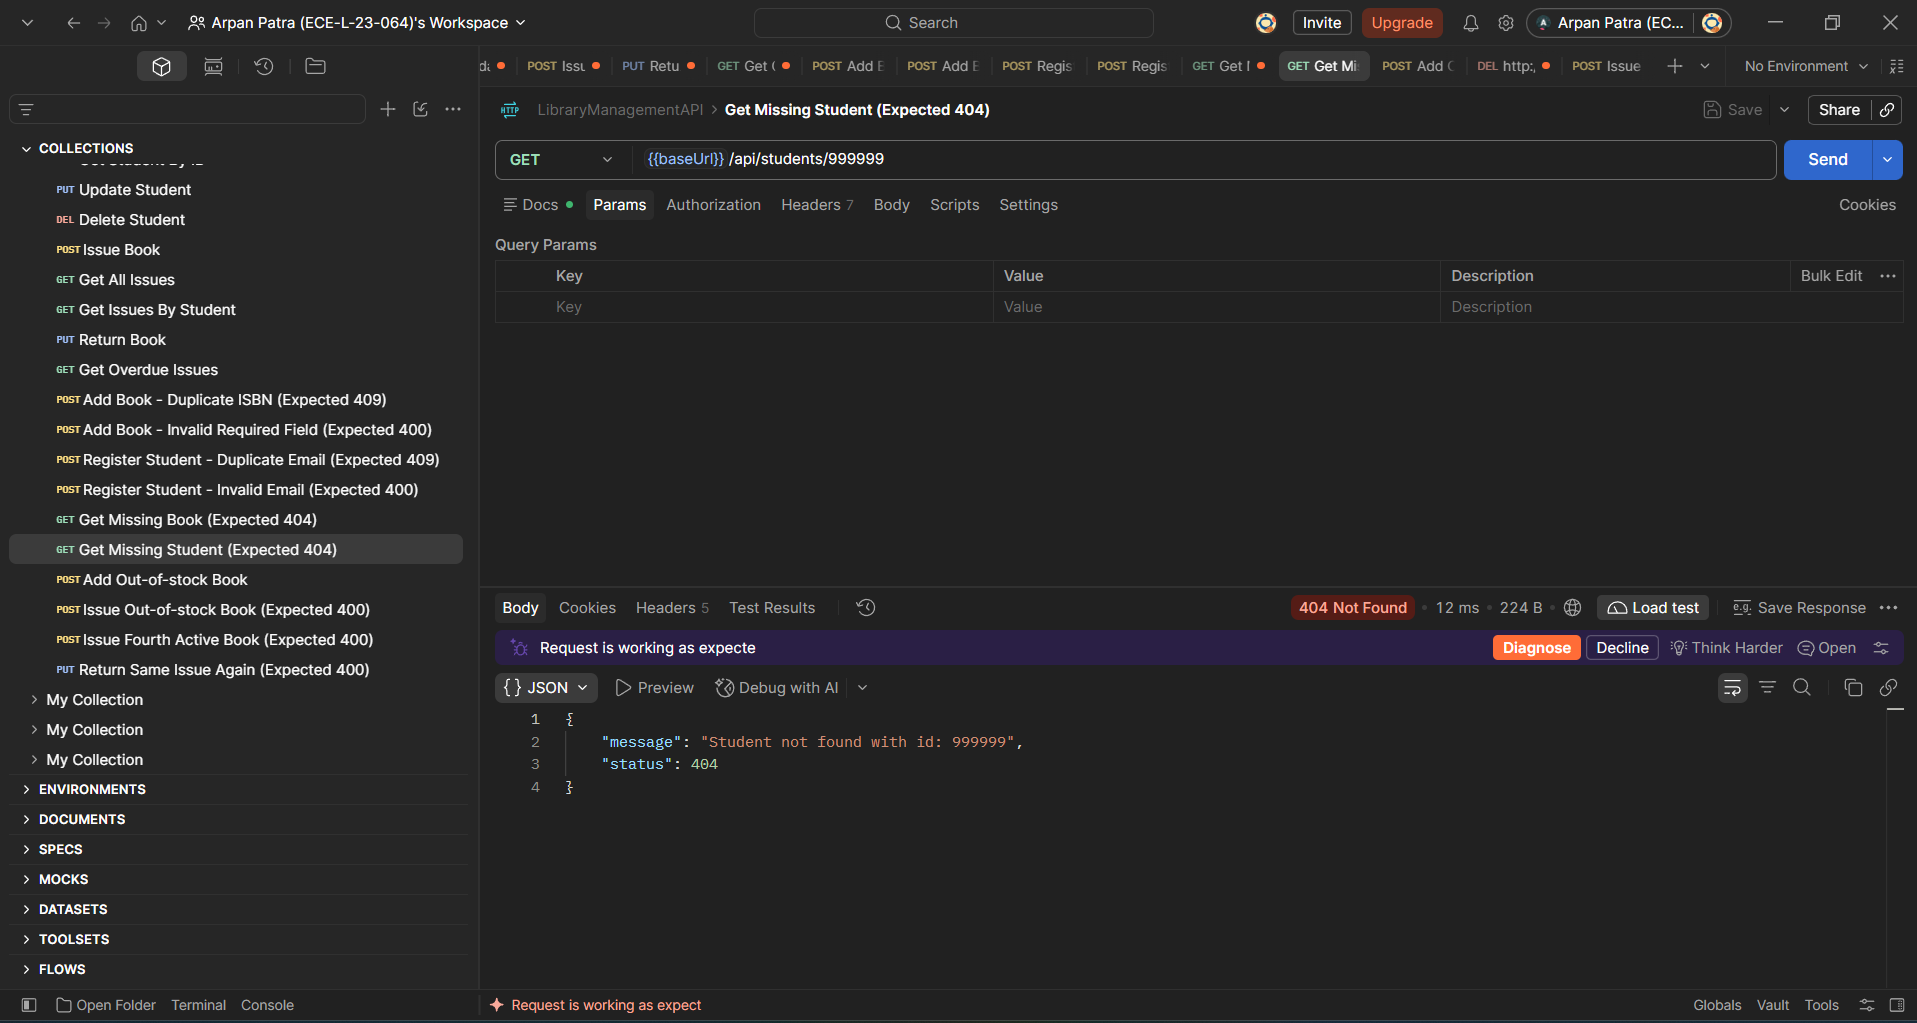 Arpan Patra (ECE-L-23-064)'s Workspace
Search
Invite
Upgrade
Arpan Patra (EC...
POST Issu
PUT Retu
GET Get
POST Add
POST Add
POST Regis
POST Regis
GET Get
GET Get Mi
POST Add
DEL http:
POST Issue
No Environment
LibraryManagementAPI > Get Missing Student (Expected 404)
Save
Share
COLLECTIONS
Get Student By ID
PUT Update Student
DEL Delete Student
POST Issue Book
GET Get All Issues
GET Get Issues By Student
PUT Return Book
GET Get Overdue Issues
POST Add Book - Duplicate ISBN (Expected 409)
POST Add Book - Invalid Required Field (Expected 400)
POST Register Student - Duplicate Email (Expected 409)
POST Register Student - Invalid Email (Expected 400)
GET Get Missing Book (Expected 404)
GET Get Missing Student (Expected 404)
POST Add Out-of-stock Book
POST Issue Out-of-stock Book (Expected 400)
POST Issue Fourth Active Book (Expected 400)
PUT Return Same Issue Again (Expected 400)
My Collection
My Collection
My Collection
ENVIRONMENTS
DOCUMENTS
SPECS
MOCKS
DATASETS
TOOLSETS
FLOWS
HTTP
GET
{{baseUrl}} /api/students/999999
Send
Docs
Params
Authorization
Headers 7
Body
Scripts
Settings
Cookies
Query Params
Key Value Description Bulk Edit
Key Value Description
Body Cookies Headers 5 Test Results
404 Not Found • 12 ms • 224 B
Load test
e.g. Save Response
Request is working as expecte
Diagnose
Decline
Think Harder
Open
{} JSON
Preview
Debug with AI
1 {
2 "message": "Student not found with id: 999999",
3 "status": 404
4 }
Open Folder
Terminal
Console
Request is working as expect
Globals
Vault
Tools